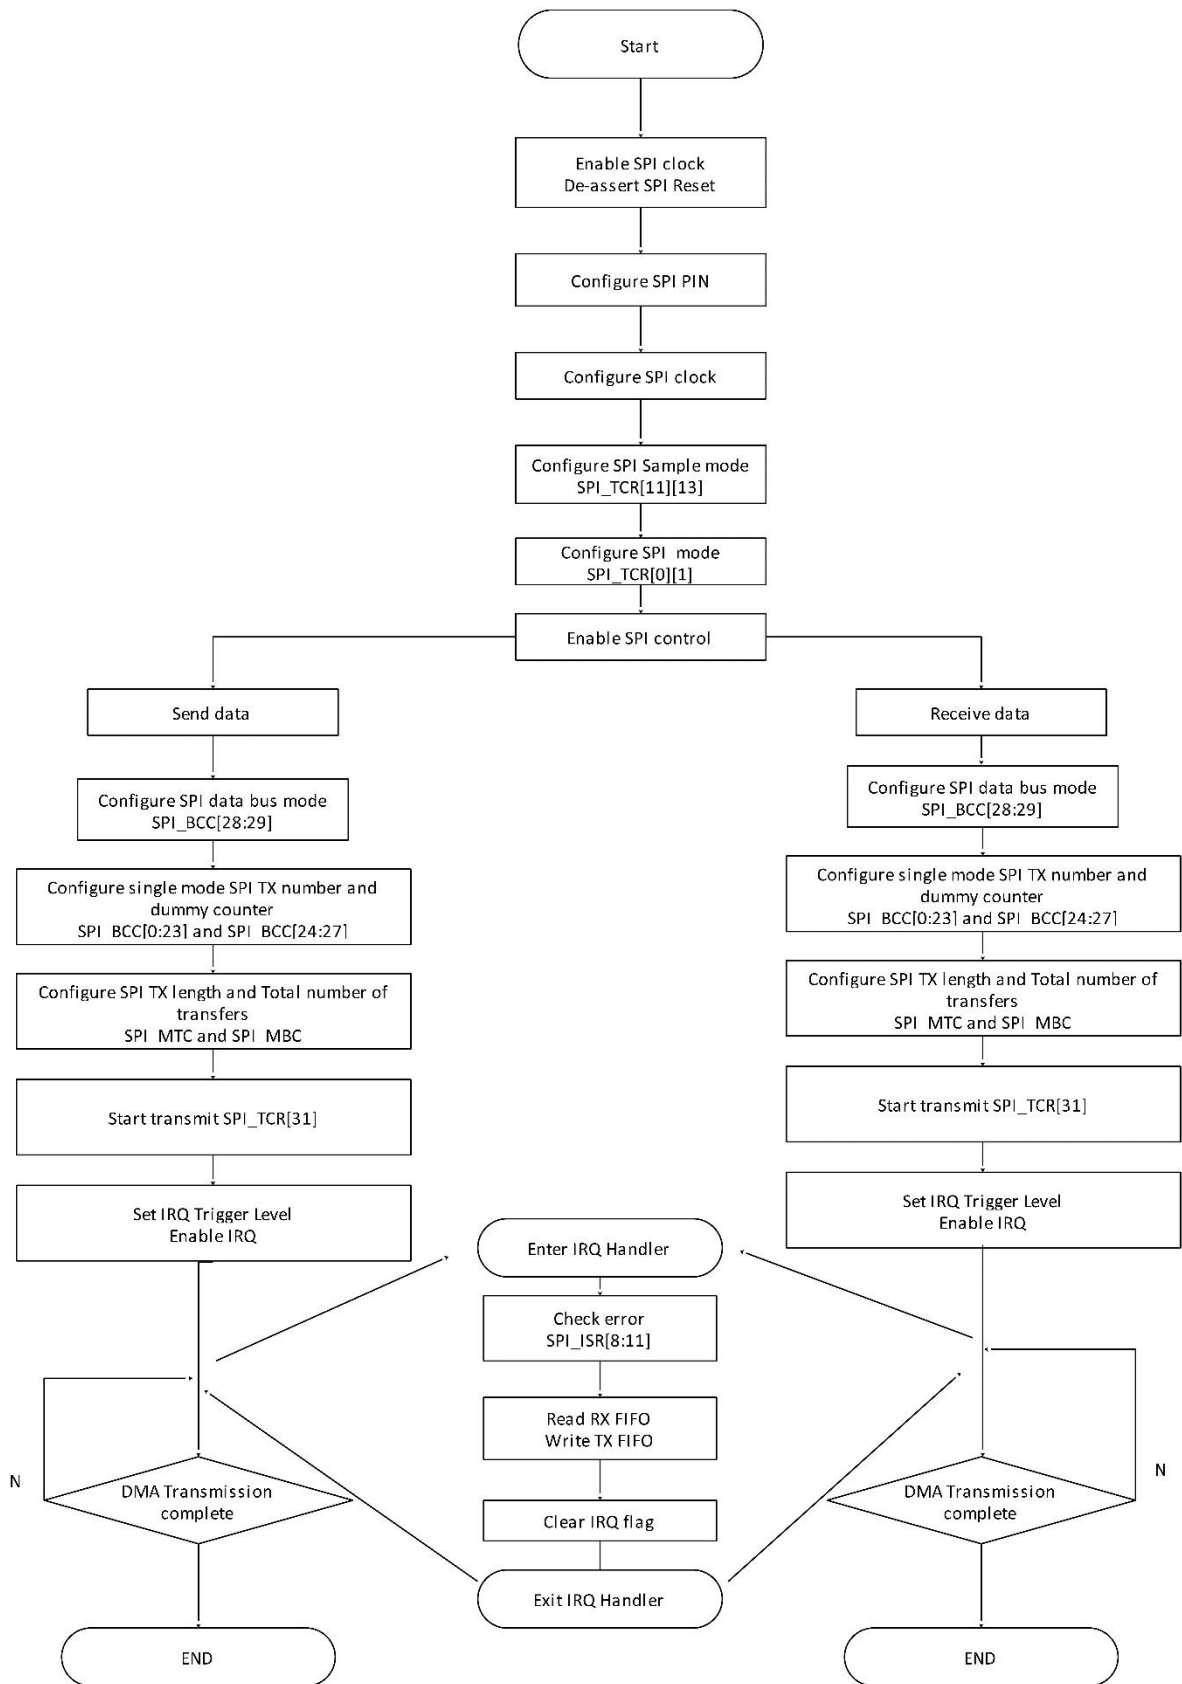 Start
Enable SPI clock
De-assert SPI Reset
Configure SPI PIN
Configure SPI clock
Configure SPI Sample mode
SPI_TCR[11][13]
Configure SPI mode
SPI_TCR[0][1]
Enable SPI control
Send data
Configure SPI data bus mode
SPI_BCC[28:29]
Configure single mode SPI TX number and
dummy counter
SPI_BCC[0:23] and SPI_BCC[24:27]
Configure SPI TX length and Total number of
transfers
SPI_MTC and SPI_MBC
Start transmit SPI_TCR[31]
Set IRQ Trigger Level
Enable IRQ
N
DMA Transmission
complete
END
Enter IRQ Handler
Check error
SPI_ISR[8:11]
Read RX FIFO
Write TX FIFO
Clear IRQ flag
Exit IRQ Handler
Receive data
Configure SPI data bus mode
SPI_BCC[28:29]
Configure single mode SPI TX number and
dummy counter
SPI_BCC[0:23] and SPI_BCC[24:27]
Configure SPI TX length and Total number of
transfers
SPI_MTC and SPI_MBC
Start transmit SPI_TCR[31]
Set IRQ Trigger Level
Enable IRQ
N
DMA Transmission
complete
END